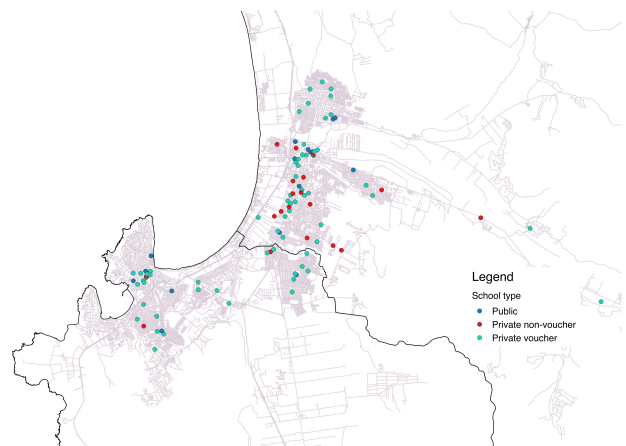 Legend
School type
Public
Private non-voucher
Private voucher